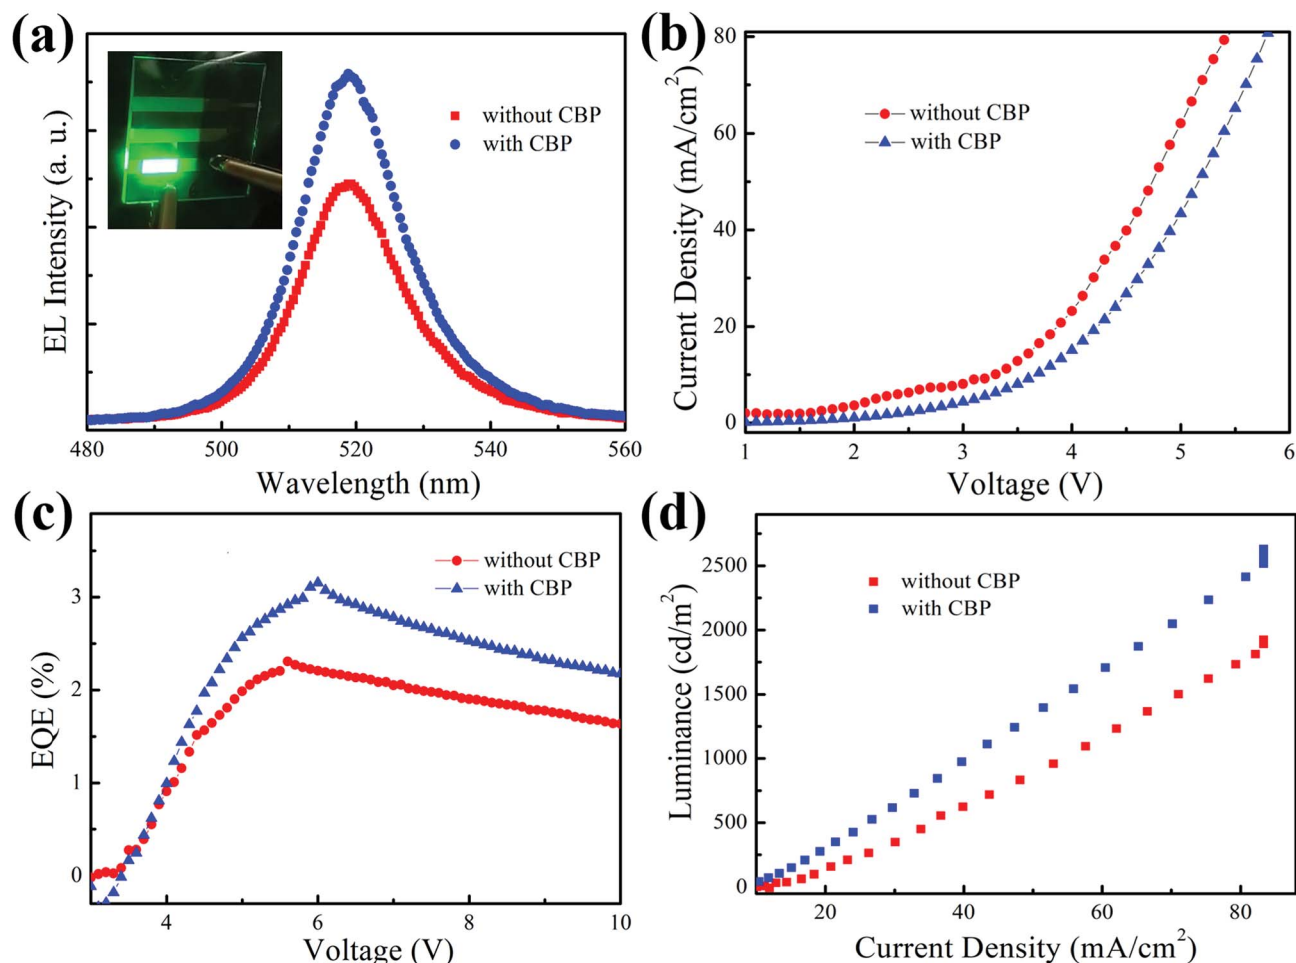 (a)
without CBP
with CBP
EL Intensity (a. u.)
480
500
520
540
560
Wavelength (nm)
(b)
80
60
40
20
0
without CBP
with CBP
Current Density (mA/cm²)
1
2
3
4
5
6
Voltage (V)
(c)
3
2
1
0
without CBP
with CBP
EQE (%)
4
6
8
10
Voltage (V)
(d)
2500
2000
1500
1000
500
0
without CBP
with CBP
Luminance (cd/m²)
20
40
60
80
Current Density (mA/cm²)